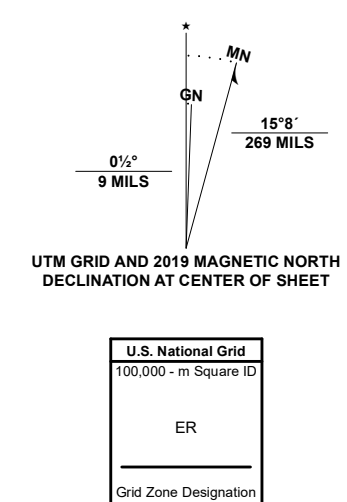 ★
MN
GN
15°8´
269 MILS
0½°
9 MILS
UTM GRID AND 2019 MAGNETIC NORTH
DECLINATION AT CENTER OF SHEET
U.S. National Grid
100,000 - m Square ID
ER
Grid Zone Designation